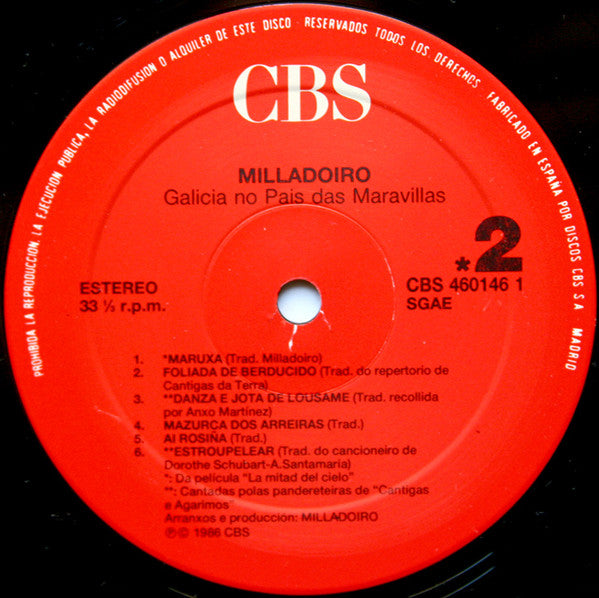 PROHIBIDA LA REPRODUCCION, LA EJECUCION PUBLICA, LA RADIODIFUSION O ALQUILER DE ESTE DISCO · RESERVADOS TODOS LOS DERECHOS. FABRICADO EN ESPAÑA POR DISCOS CBS S A MADRID
CBS
MILLADOIRO
Galicia no Pais das Maravillas
*2
ESTEREO
33 ⅓ r.p.m.
CBS 460146 1
SGAE
1. *MARUXA (Trad. Milladoiro)
2. FOLIADA DE BERDUCIDO (Trad. do repertorio de
Cantigas da Terra)
3. **DANZA E JOTA DE LOUSAME (Trad. recollida
por Anxo Martínez)
4. MAZURCA DOS ARREIRAS (Trad.)
5. AI ROSIÑA (Trad.)
6. **ESTROUPELEAR (Trad. do cancioneiro de
Dorothe Schubart-A.Santamaria)
*: Da película "La mitad del cielo"
**: Cantadas polas pandereteiras de "Cantigas
e Agarimos"
Arranxos e produción: MILLADOIRO
℗© 1986 CBS